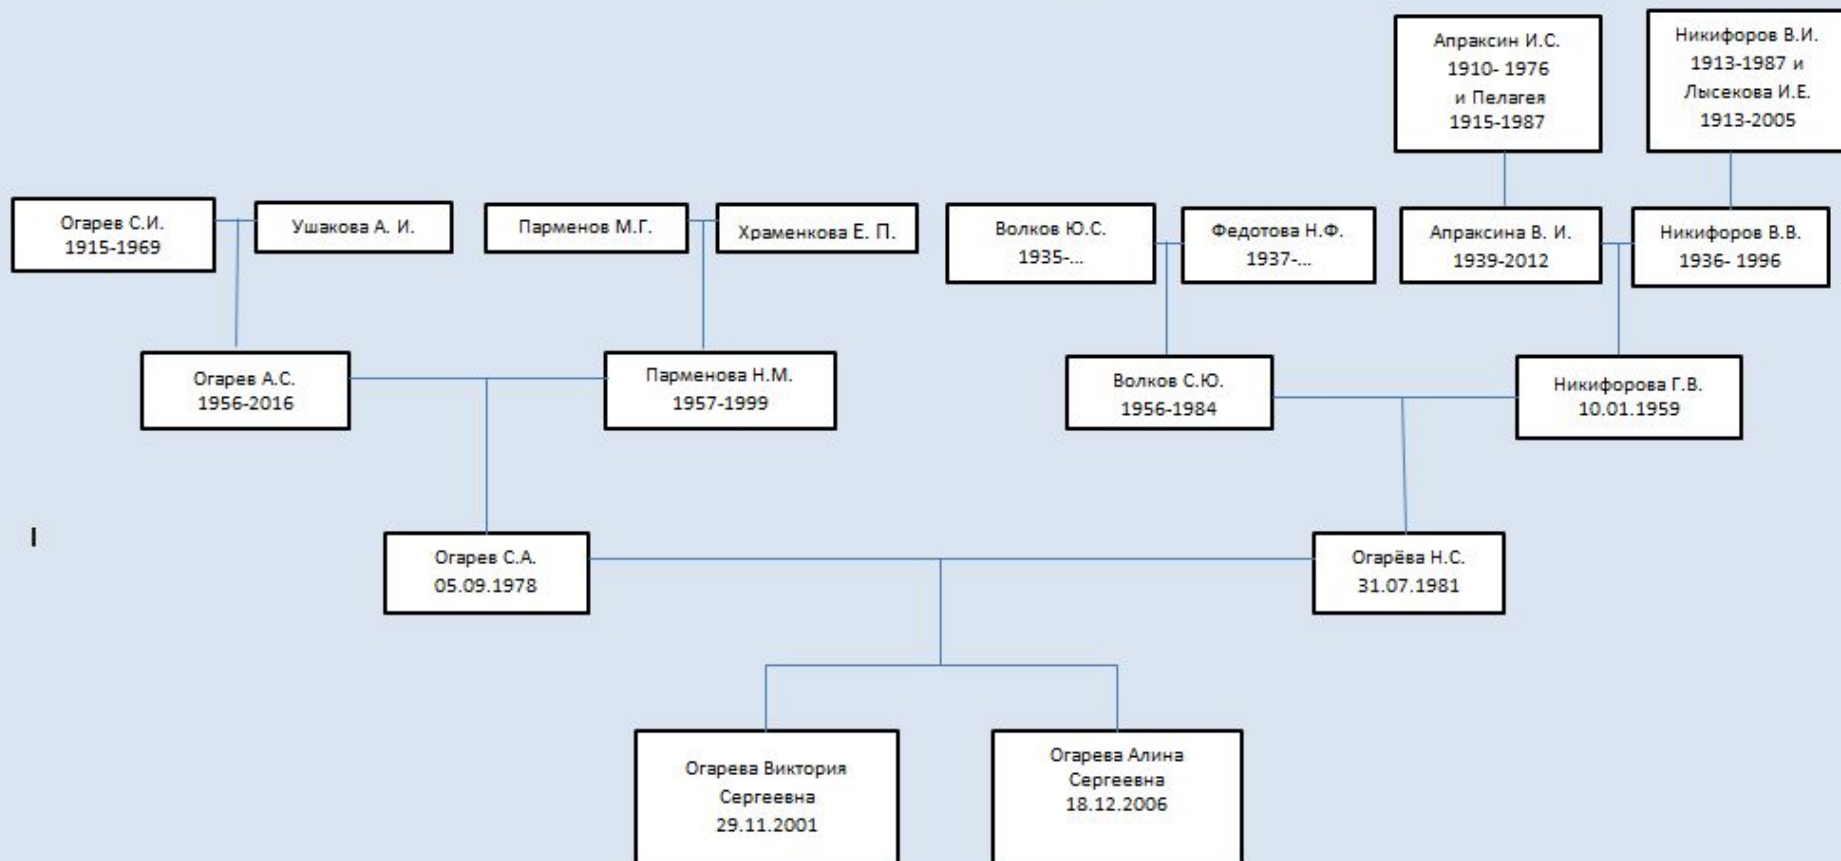 Апраксин И.С.
1910- 1976
и Пелагея
1915-1987
Никифоров В.И.
1913-1987 и
Лысекова И.Е.
1913-2005
Огарев С.И.
1915-1969
Ушакова А. И.
Парменов М.Г.
Храменкова Е. П.
Волков Ю.С.
1935-...
Федотова Н.Ф.
1937-...
Апраксина В. И.
1939-2012
Никифоров В.В.
1936- 1996
Огарев А.С.
1956-2016
Парменова Н.М.
1957-1999
Волков С.Ю.
1956-1984
Никифорова Г.В.
10.01.1959
I
Огарев С.А.
05.09.1978
Огарёва Н.С.
31.07.1981
Огарева Виктория
Сергеевна
29.11.2001
Огарева Алина
Сергеевна
18.12.2006